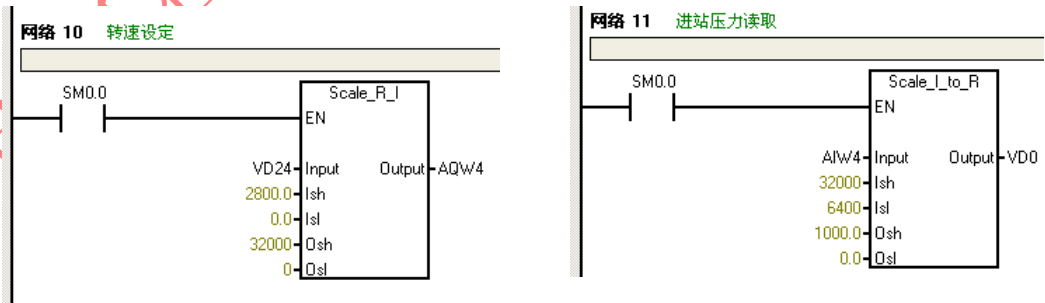 网络 10 转速设定
SM0.0
Scale_R_I
EN
VD24 Input Output AQW4
2800.0 Ish
0.0 Isl
32000 Osh
0 Osl
网络 11 进站压力读取
SM0.0
Scale_I_to_R
EN
AIW4 Input Output VD0
32000 Ish
6400 Isl
1000.0 Osh
0.0 Osl